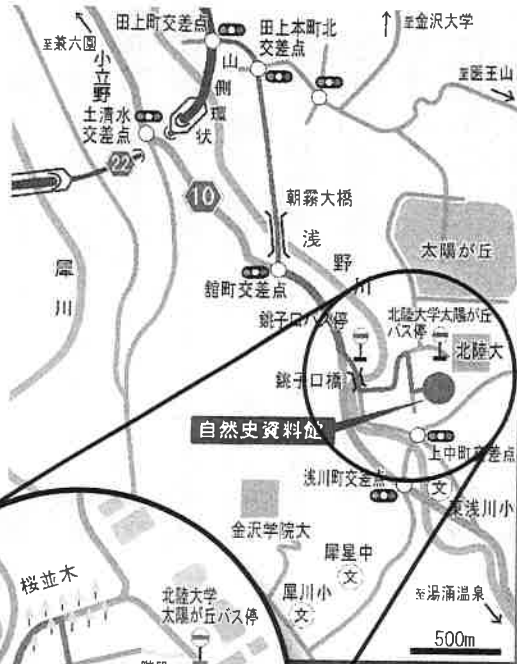 田上町交差点
田上本町北
交差点
至金沢大学
至兼六園
小立野
山側環状
至医王山
土清水
交差点
22
10
朝霧大橋
浅野川
太陽が丘
犀川
舘町交差点
銚子口バス停
北陸大学太陽が丘
バス停
北陸大
銚子口橋
自然史資料館
上中町交差点
浅川町交差点
文
東浅川小
金沢学院大
犀星中
文
犀川小
文
至湯涌温泉
500m
桜並木
北陸大学
太陽が丘バス停